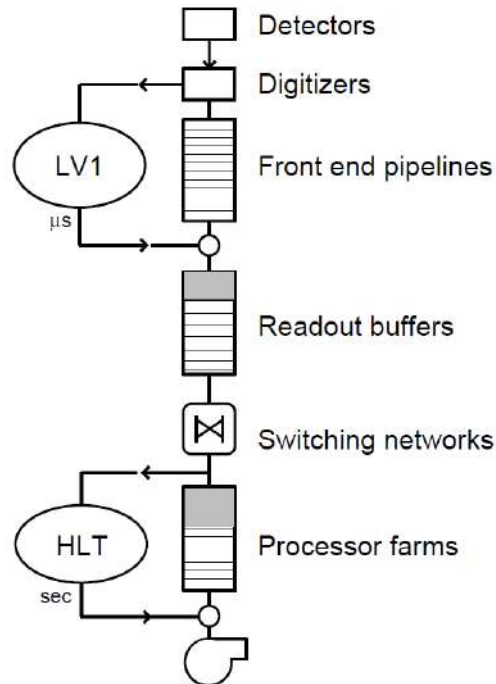 Detectors
Digitizers
LV1
Front end pipelines
μs
Readout buffers
Switching networks
HLT
Processor farms
sec